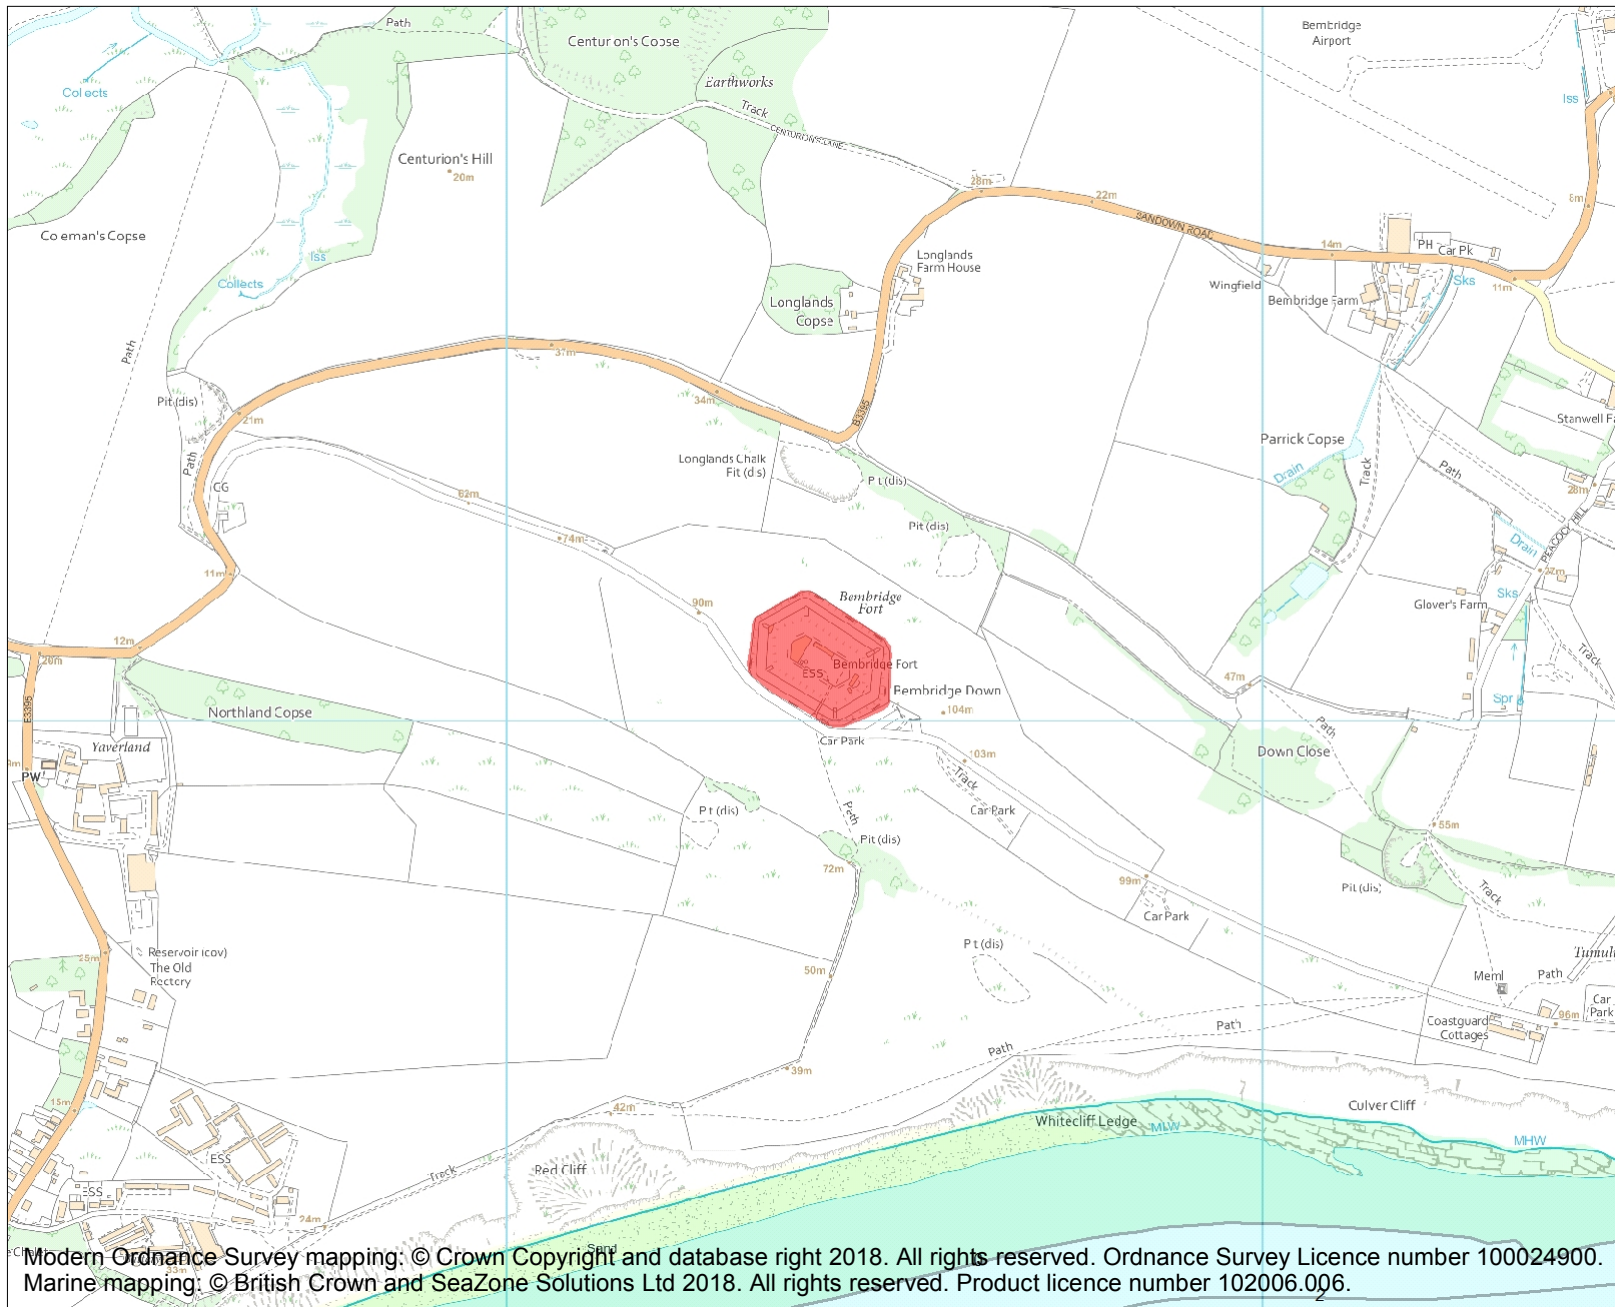 Path
Centurion's Copse
Bembridge
Airport
Earthworks
Collects
Track
Iss
CENTURION'S LANE
Centurion's Hill
20m
28m
22m
8m
SANDOWN ROAD
Coleman's Copse
14m
PH
Car Pk
Iss
Longlands
Farm House
Collects
Wingfield
Bembridge Farm
Sks
11m
Longlands
Copse
Path
37m
34m
Pit (dis)
21m
B3395
Stanwell Fa
Parrick Copse
Path
Longlands Chalk
Pit (dis)
Pit (dis)
Drain
Track
Path
CG
62m
28m
Pit (dis)
PEACOCK HILL
74m
Drain
11m
37m
Bembridge
Fort
90m
Sks
Glover's Farm
12m
20m
Bembridge Fort
ESS
Track
47m
Bembridge Down
B3395
104m
Northland Copse
Spr
Path
Car Park
Yaverland
103m
Down Close
PW
Track
Pit (dis)
Path
Car Park
55m
Pit (dis)
72m
99m
Pit (dis)
Track
Car Park
Pit (dis)
25m
Reservoir (cov)
The Old
Rectory
50m
Tumuli
Meml
Path
Car
Park
Coastguard
Cottages
96m
Path
Path
39m
15m
42m
Culver Cliff
Whitecliff Ledge
MLW
MHW
ESS
Red Cliff
Track
ESS
24m
Sand
33m
Modern Ordnance Survey mapping: © Crown Copyright and database right 2018. All rights reserved. Ordnance Survey Licence number 100024900.
Marine mapping: © British Crown and SeaZone Solutions Ltd 2018. All rights reserved. Product licence number 102006.006.
2